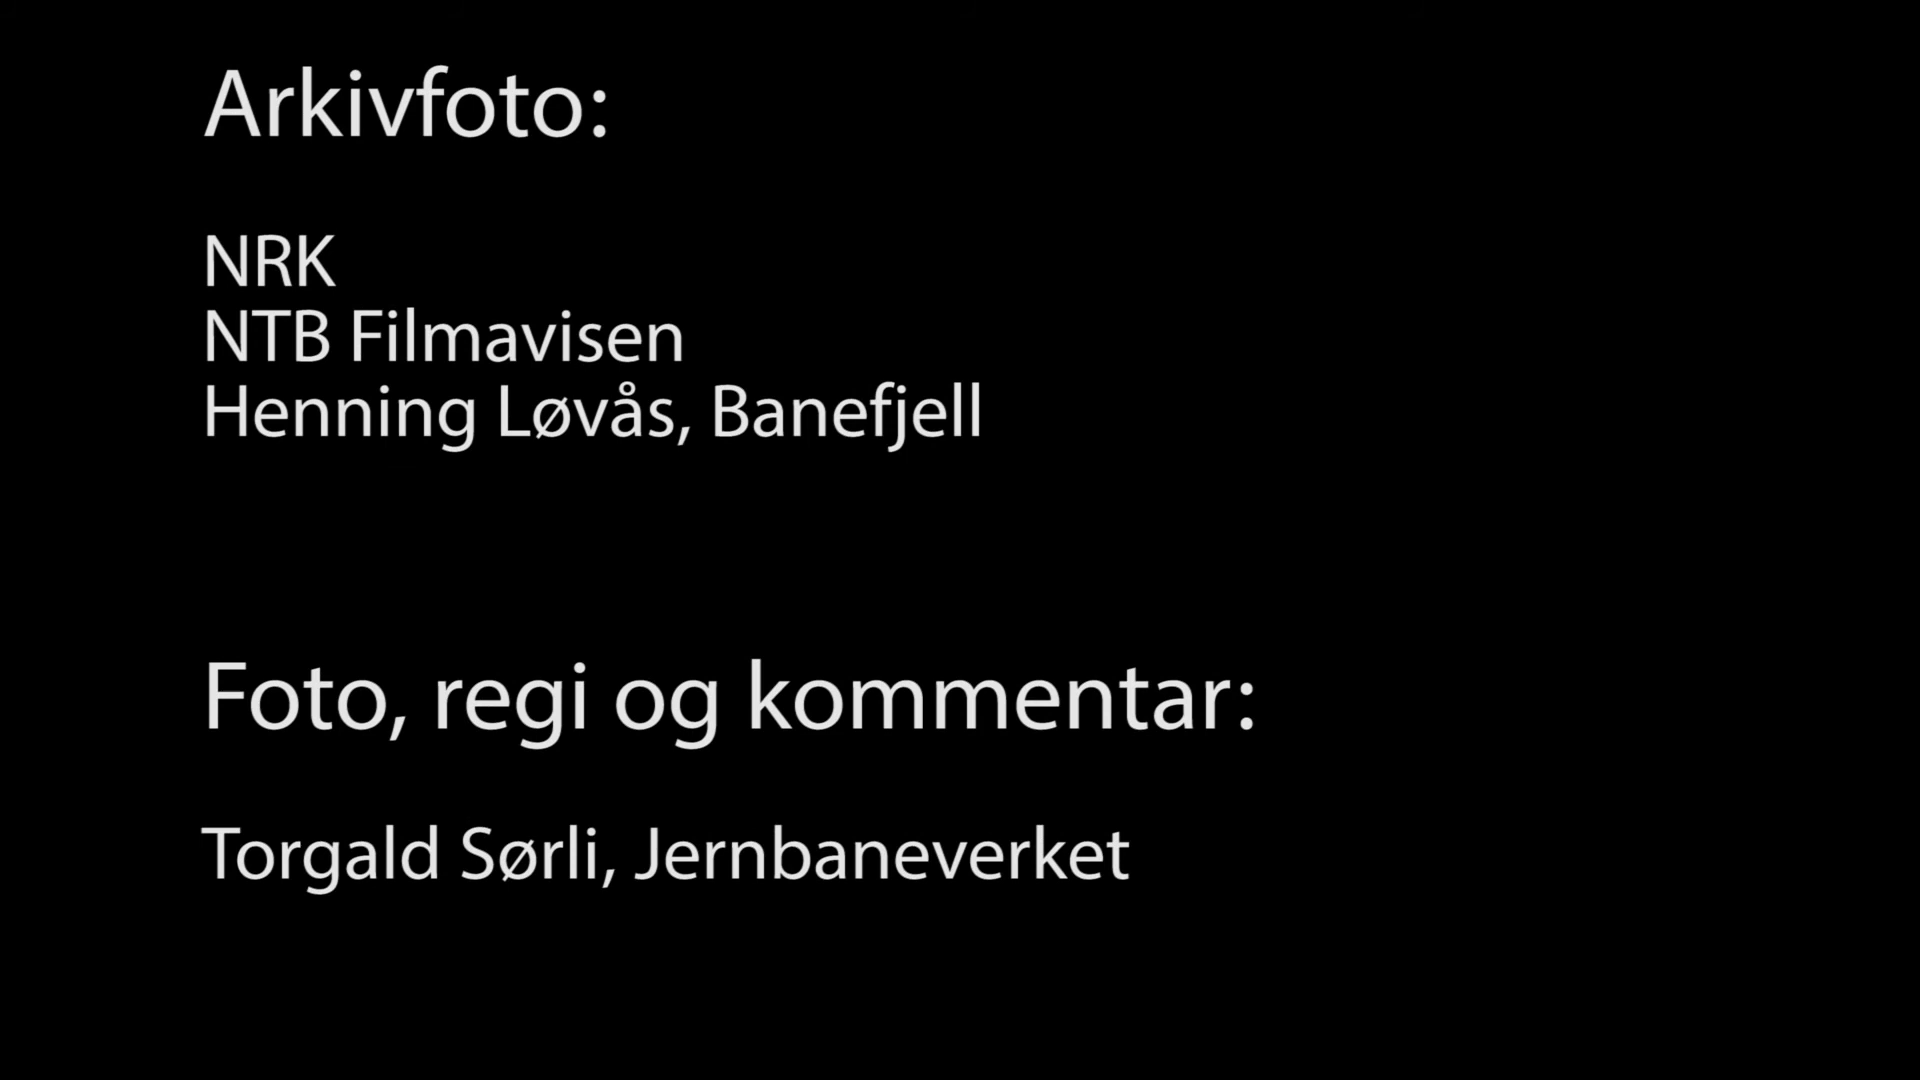 Arkivfoto:
NRK
NTB Filmavisen
Henning Løvås, Banefjell
Foto, regi og kommentar:
Torgald Sørli, Jernbaneverket